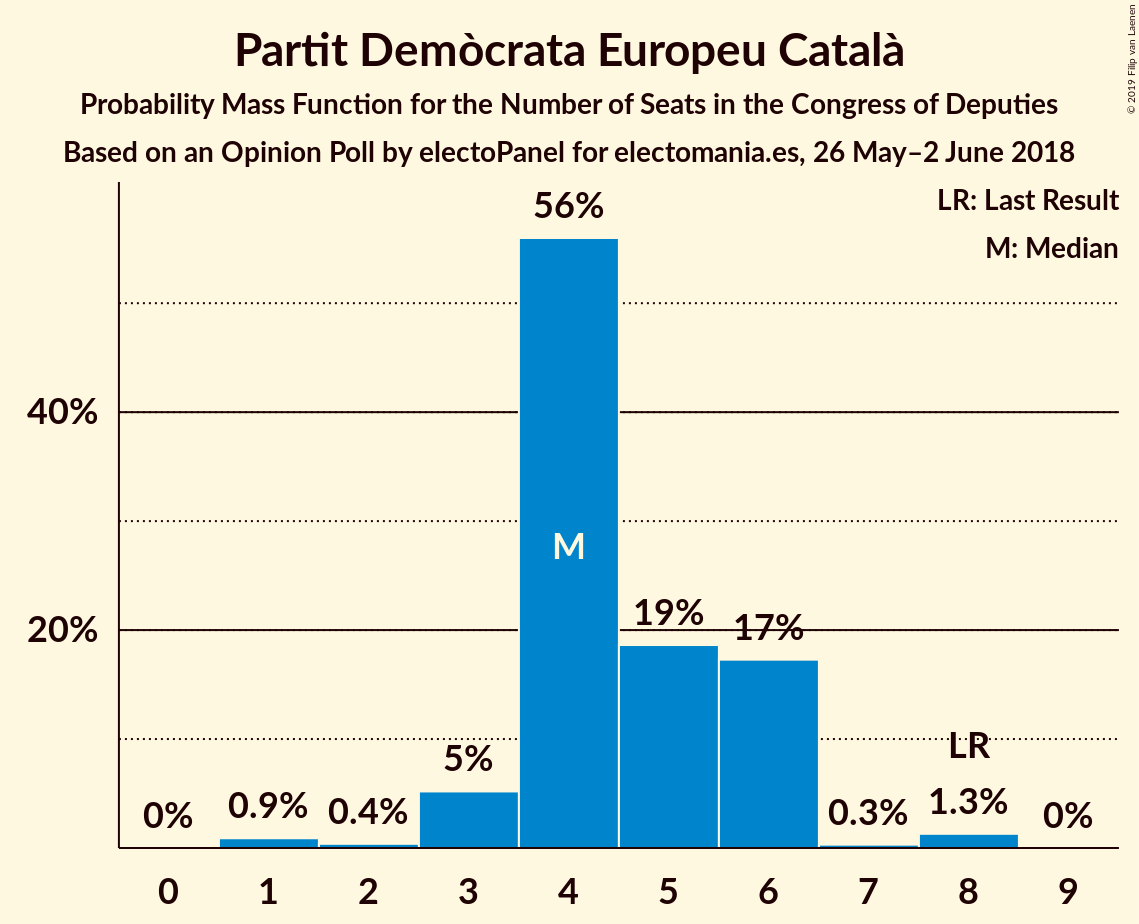 Partit Demòcrata Europeu Català
Probability Mass Function for the Number of Seats in the Congress of Deputies
Based on an Opinion Poll by electoPanel for electomania.es, 26 May–2 June 2018
© 2019 Filip van Laenen
LR: Last Result
M: Median
56%
40%
M
20%
19%
17%
LR
5%
0%
0.9%
0.4%
0.3%
1.3%
0%
0 1 2 3 4 5 6 7 8 9